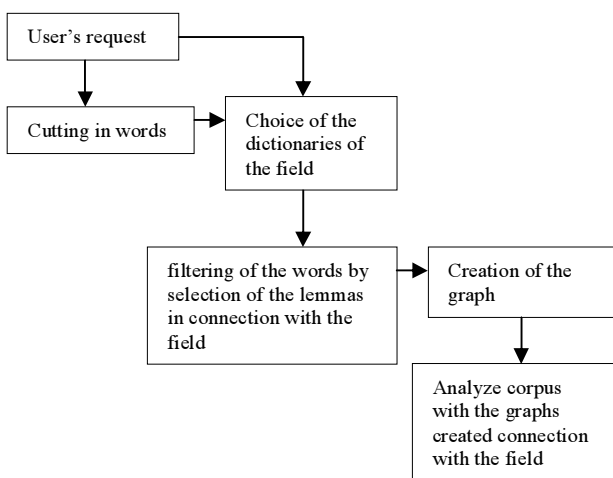 User's request
Cutting in words
Choice of the
dictionaries of
the field
filtering of the words by
selection of the lemmas
in connection with the
field
Creation of the
graph
Analyze corpus
with the graphs
created connection
with the field